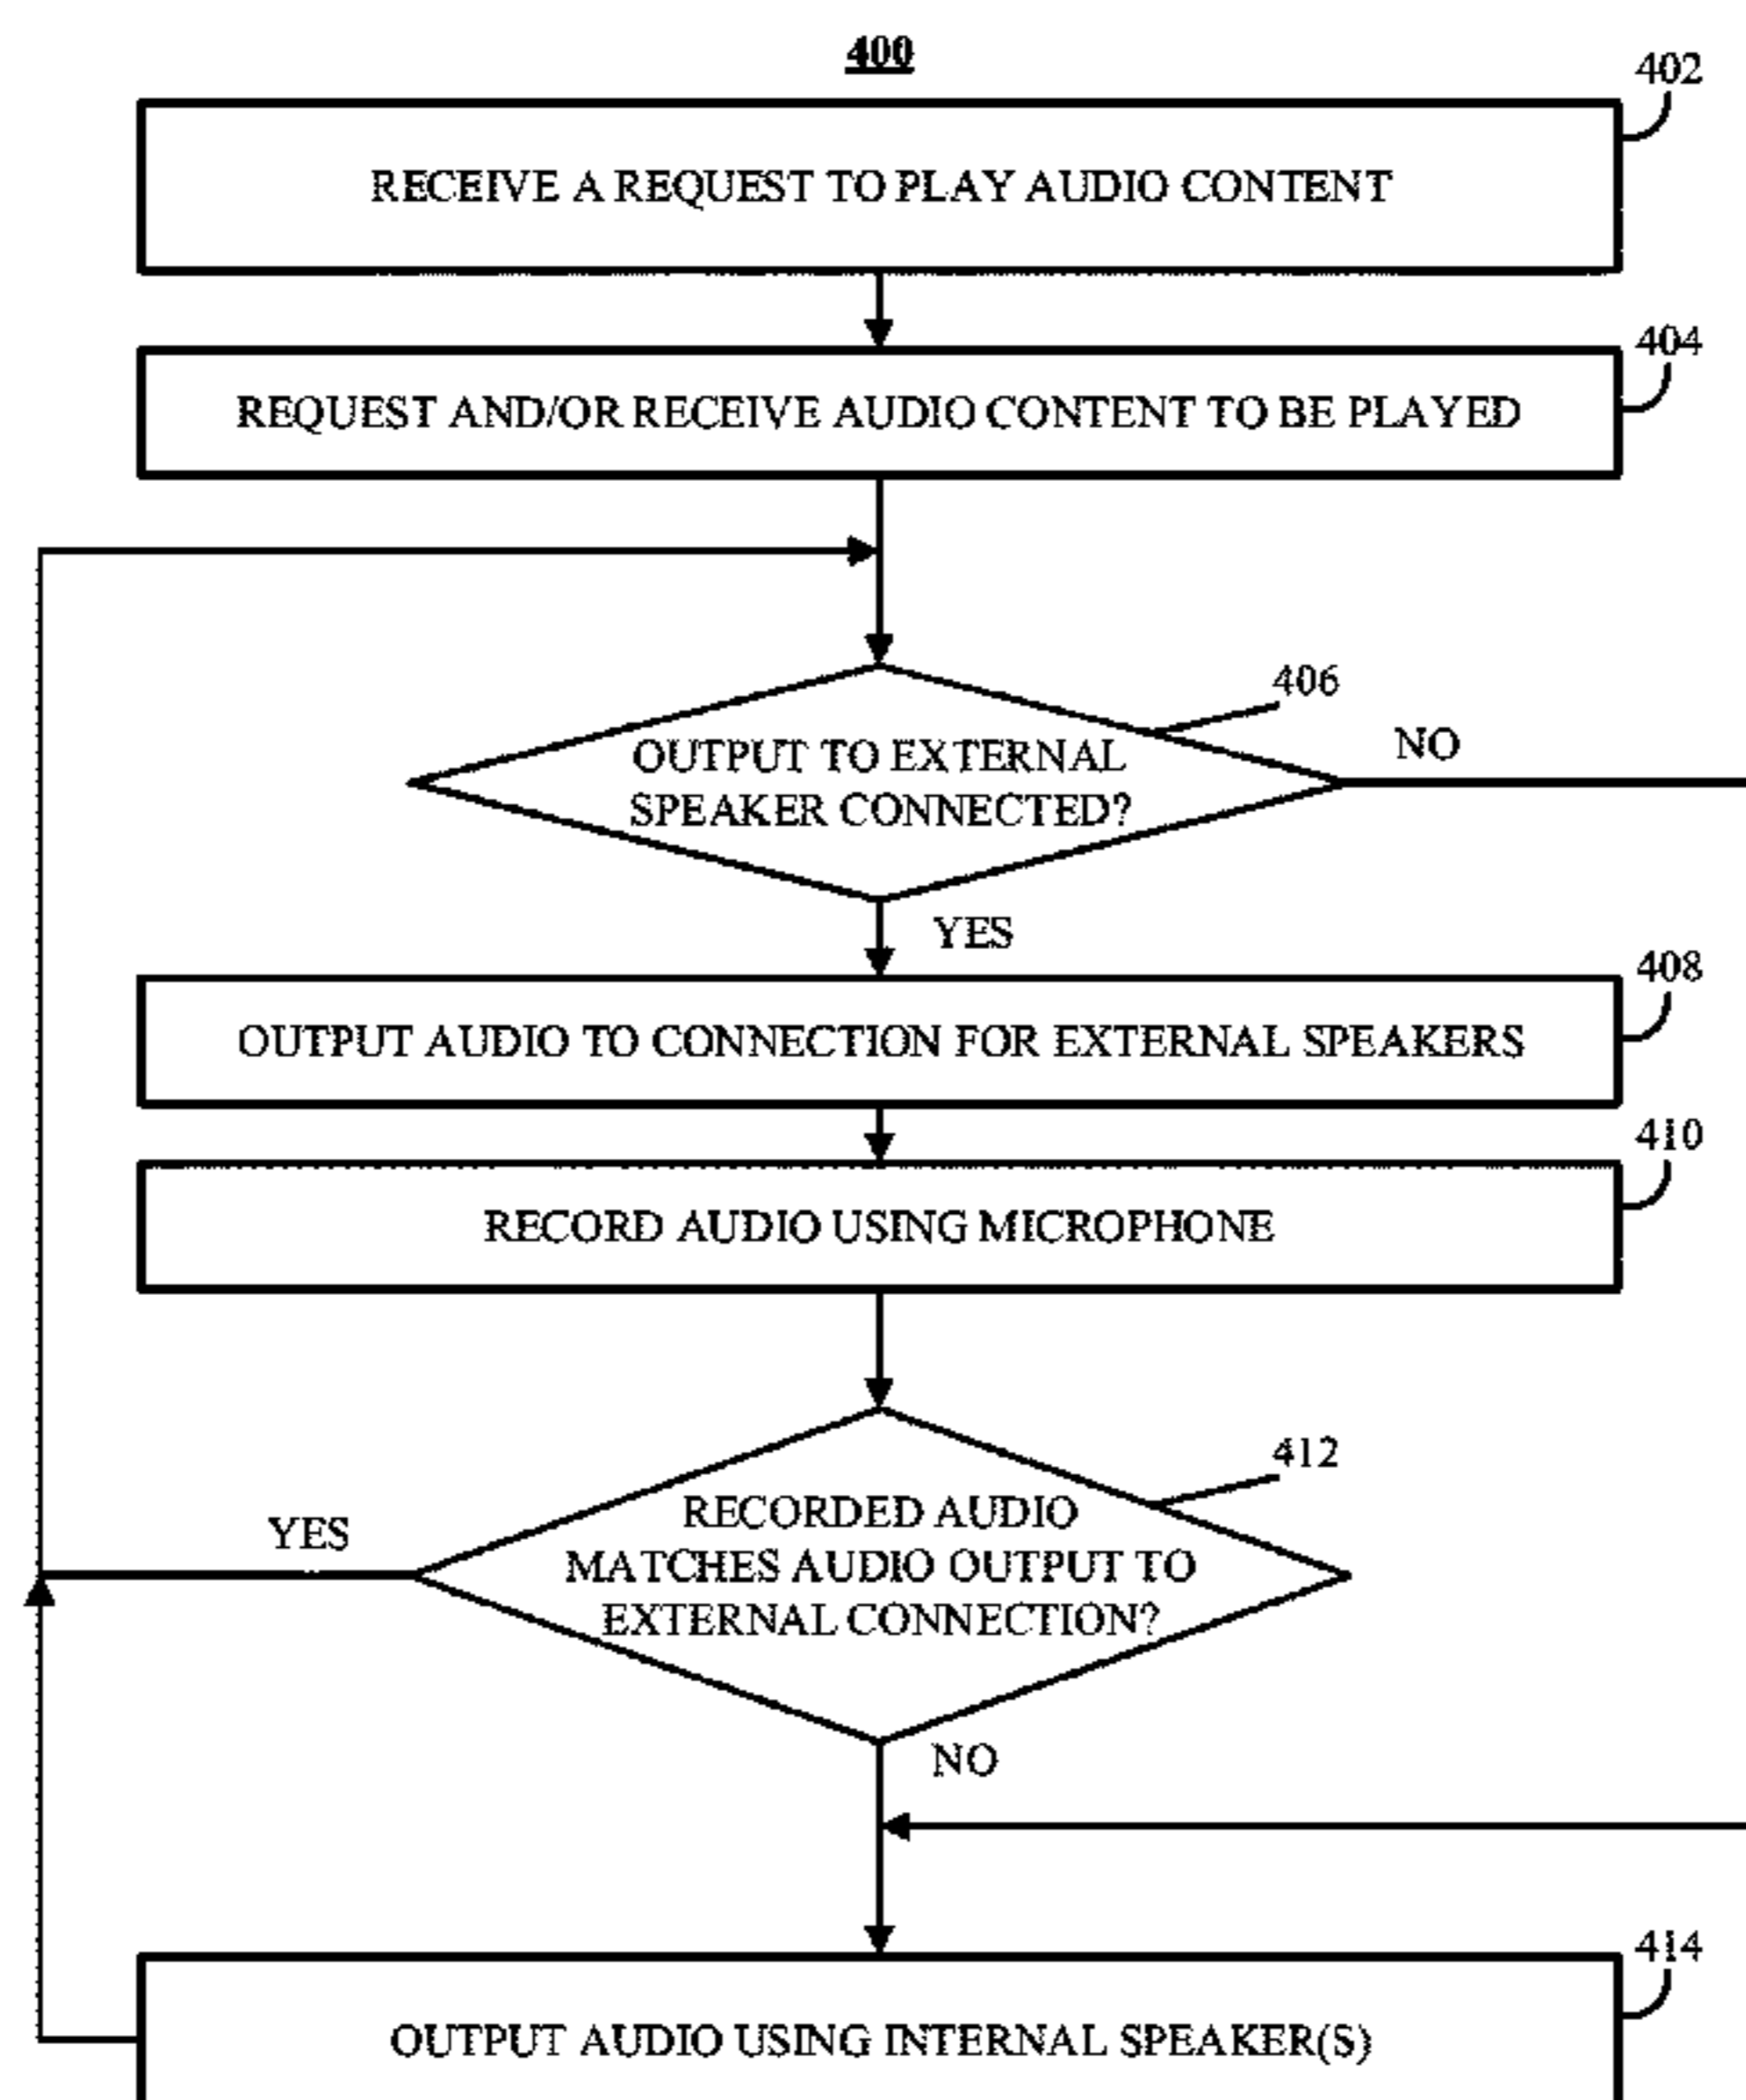 400
402
RECEIVE A REQUEST TO PLAY AUDIO CONTENT
404
REQUEST AND/OR RECEIVE AUDIO CONTENT TO BE PLAYED
406
OUTPUT TO EXTERNAL
SPEAKER CONNECTED?
NO
YES
408
OUTPUT AUDIO TO CONNECTION FOR EXTERNAL SPEAKERS
410
RECORD AUDIO USING MICROPHONE
412
RECORDED AUDIO
MATCHES AUDIO OUTPUT TO
EXTERNAL CONNECTION?
YES
NO
414
OUTPUT AUDIO USING INTERNAL SPEAKER(S)